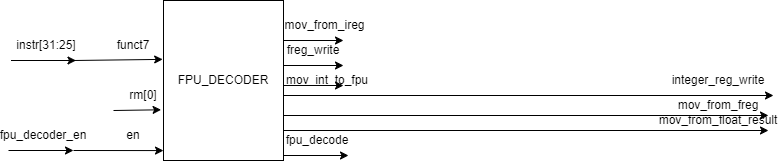 mov_from_ireg
instr[31:25] funct7 freg_write
FPU_DECODER mov_int_to_fpu integer_reg_write
rm[0] mov_from_freg
mov_from_float_result
fpu_decoder_en en fpu_decode